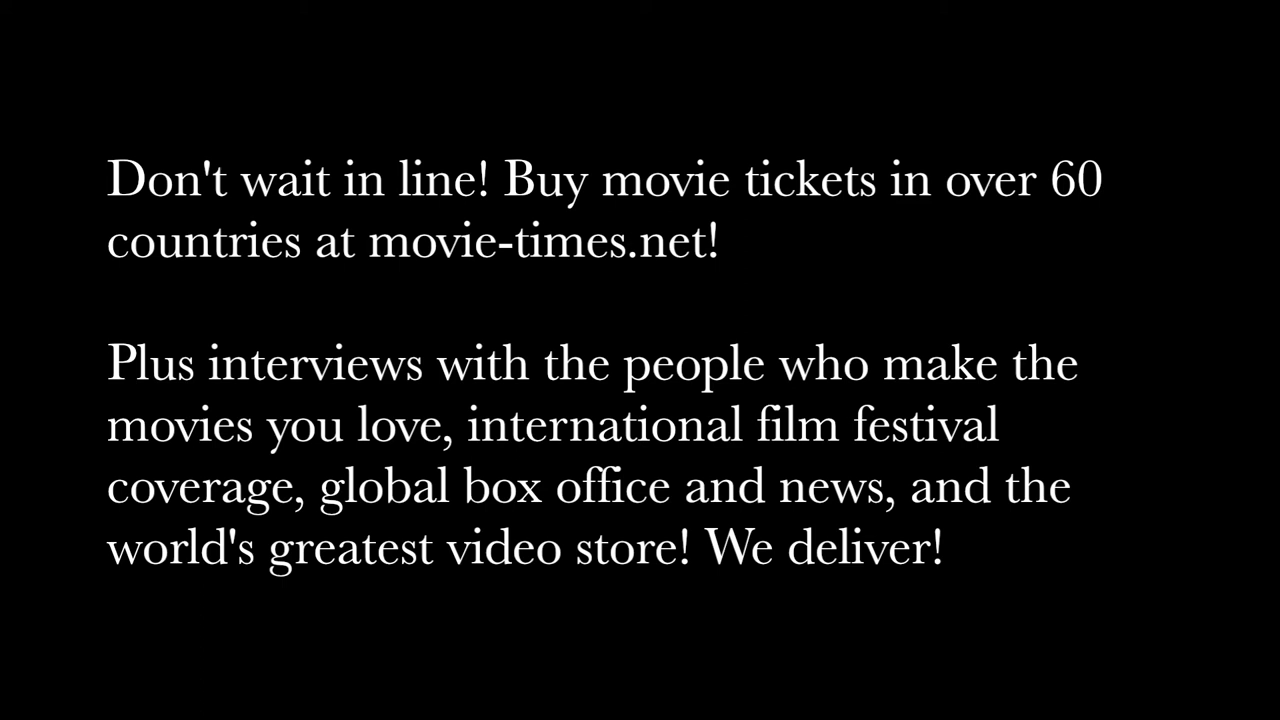 Don't wait in line! Buy movie tickets in over 60
countries at movie-times.net!
Plus interviews with the people who make the
movies you love, international film festival
coverage, global box office and news, and the
world's greatest video store! We deliver!